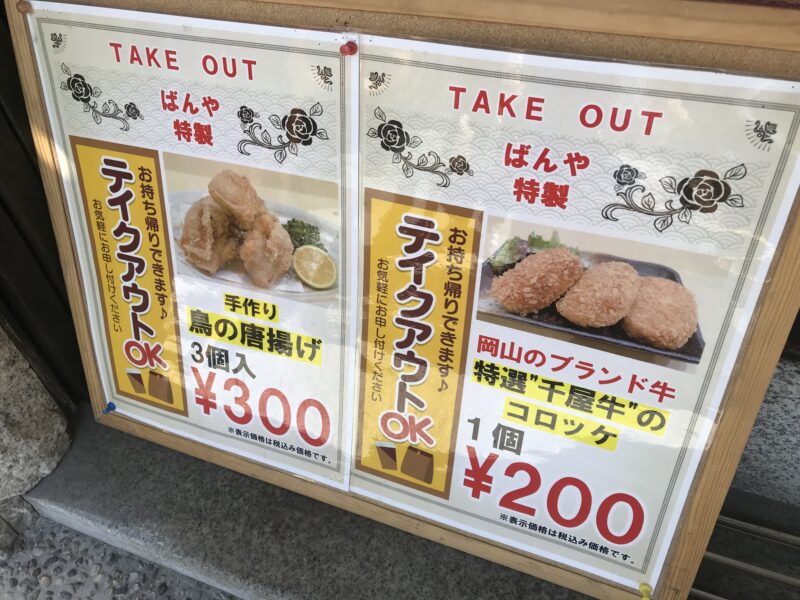 TAKE OUT
ばんや
特製
お持ち帰りできます♪
テイクアウトOK
お気軽にお申し付けください
手作り
鳥の唐揚げ
3個入
¥300
※表示価格は税込み価格です。
TAKE OUT
ばんや
特製
お持ち帰りできます♪
テイクアウトOK
お気軽にお申し付けください
岡山のブランド牛
特選"千屋牛"の
コロッケ
1個
¥200
※表示価格は税込み価格です。